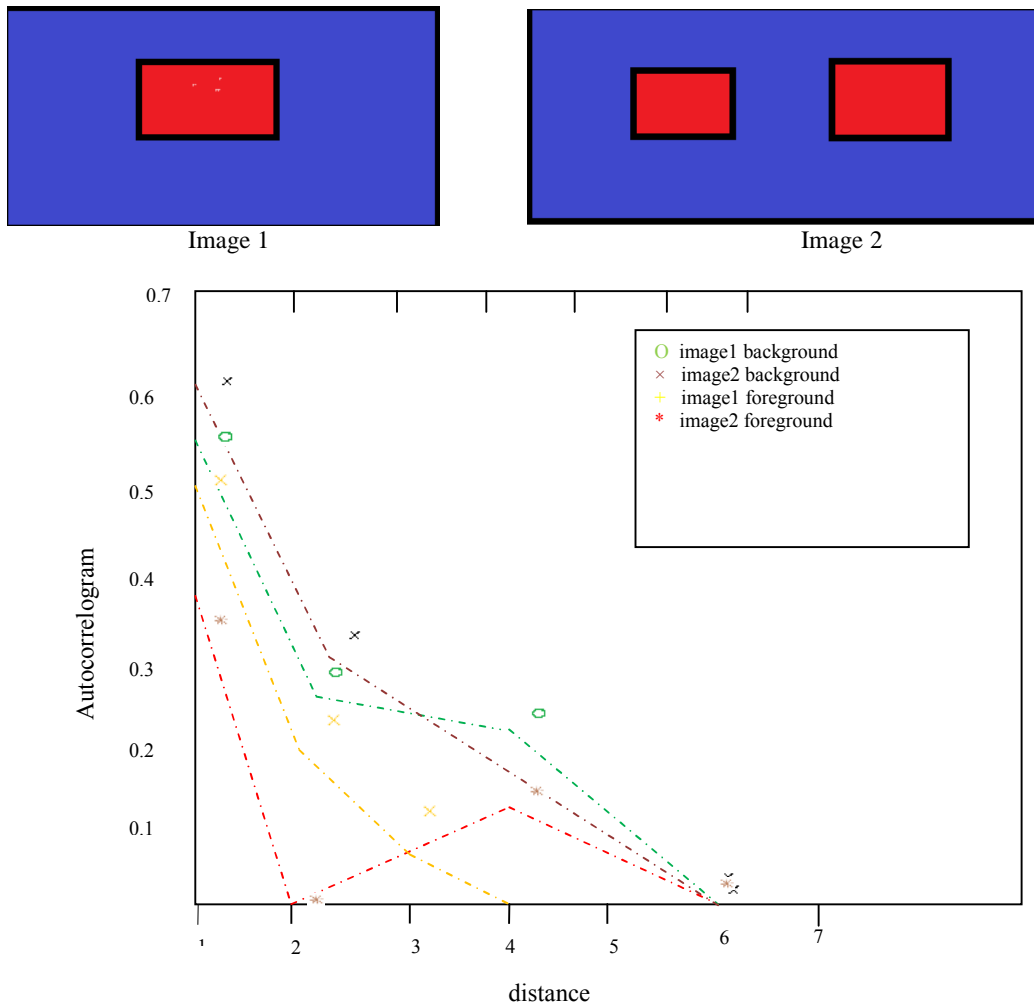 Image 1
Image 2
0.7
0.6
0.5
0.4
0.3
0.2
0.1
Autocorrelogram
O image1 background
× image2 background
+ image1 foreground
* image2 foreground
1 2 3 4 5 6 7
distance